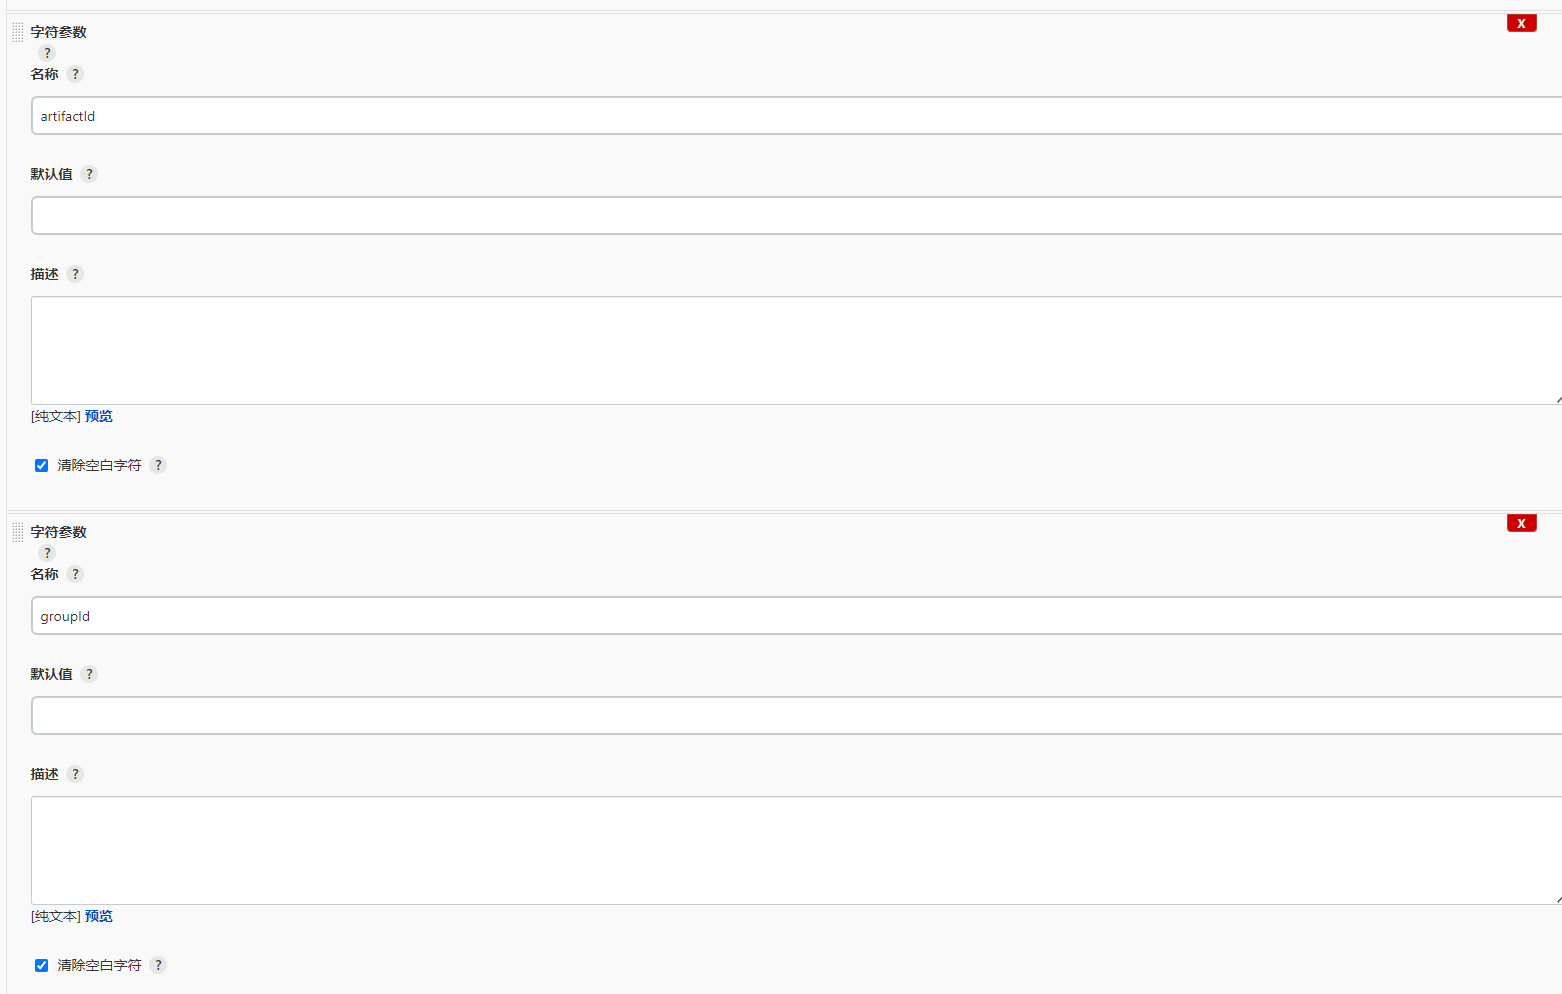 字符参数
X
?
名称 ?
artifactId
默认值 ?
描述 ?
[纯文本] 预览
清除空白字符 ?
字符参数
X
?
名称 ?
groupId
默认值 ?
描述 ?
[纯文本] 预览
清除空白字符 ?